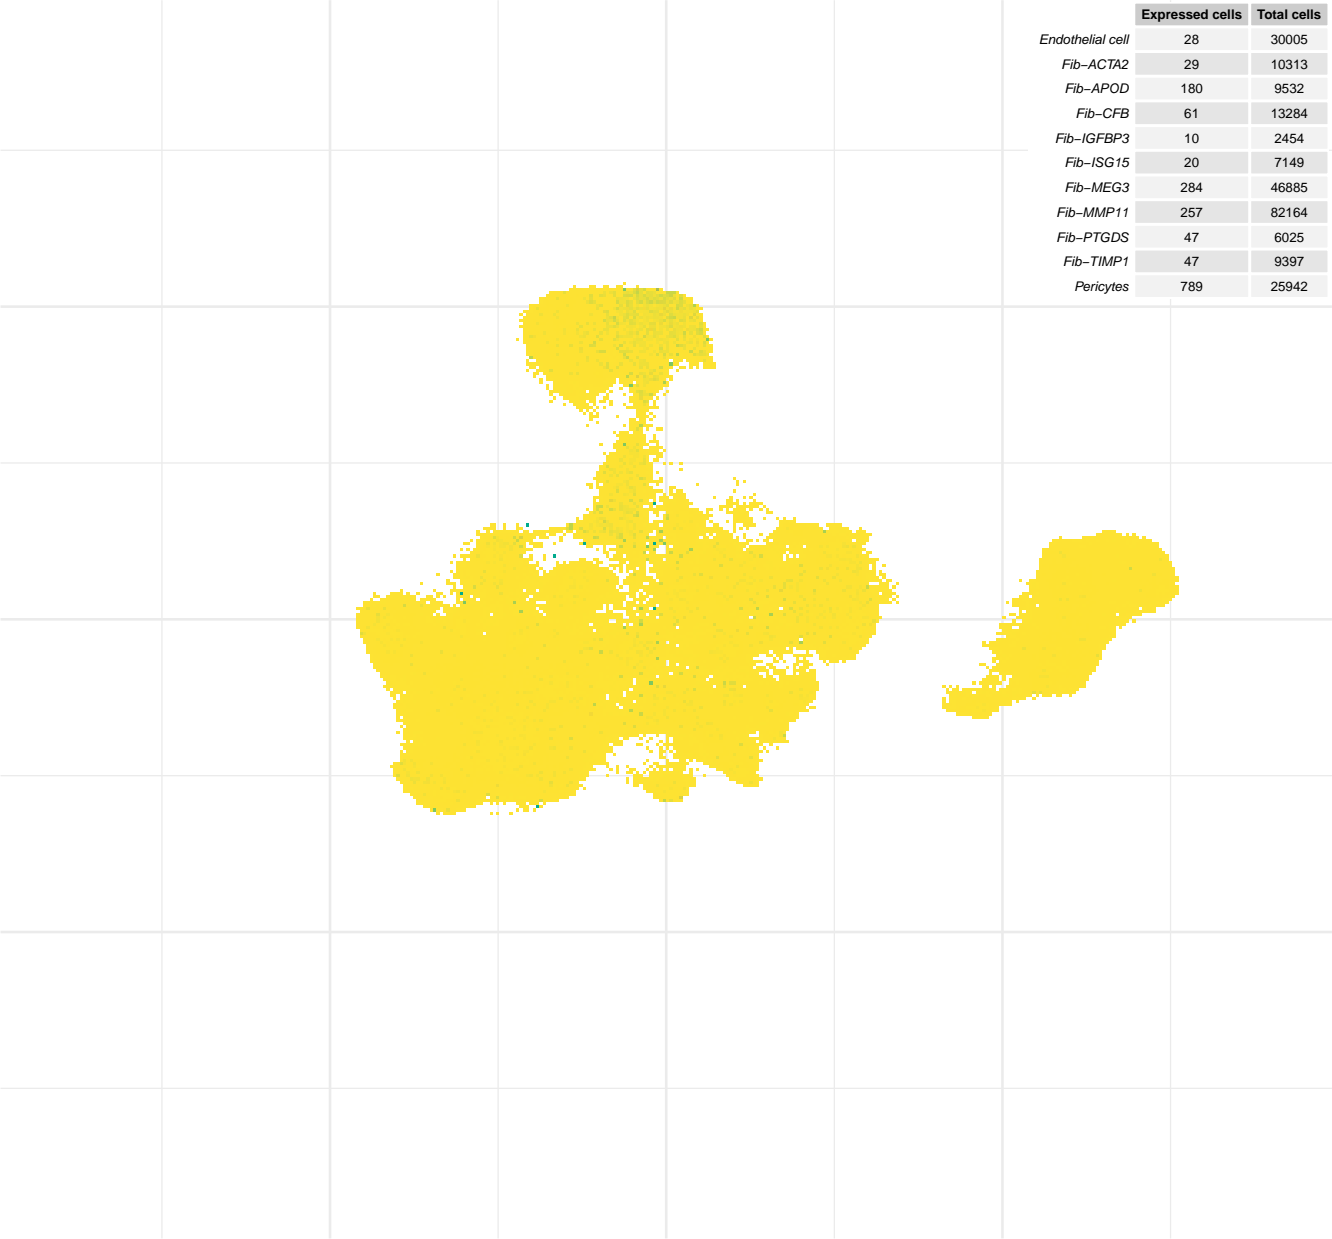 Expressed cells Total cells
Endothelial cell 28 30005
Fib−ACTA2 29 10313
Fib−APOD 180 9532
Fib−CFB 61 13284
Fib−IGFBP3 10 2454
Fib−ISG15 20 7149
Fib−MEG3 284 46885
Fib−MMP11 257 82164
Fib−PTGDS 47 6025
Fib−TIMP1 47 9397
Pericytes 789 25942